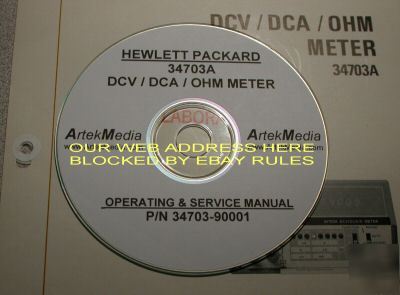 DCV / DCA / OHM
METER
34703A
HEWLETT PACKARD
34703A
DCV / DCA / OHM METER
LABORA
ArtekMedia ArtekMedia
OUR WEB ADDRESS HERE
BLOCKED BY EBAY RULES
OPERATING & SERVICE MANUAL
P/N 34703-90001